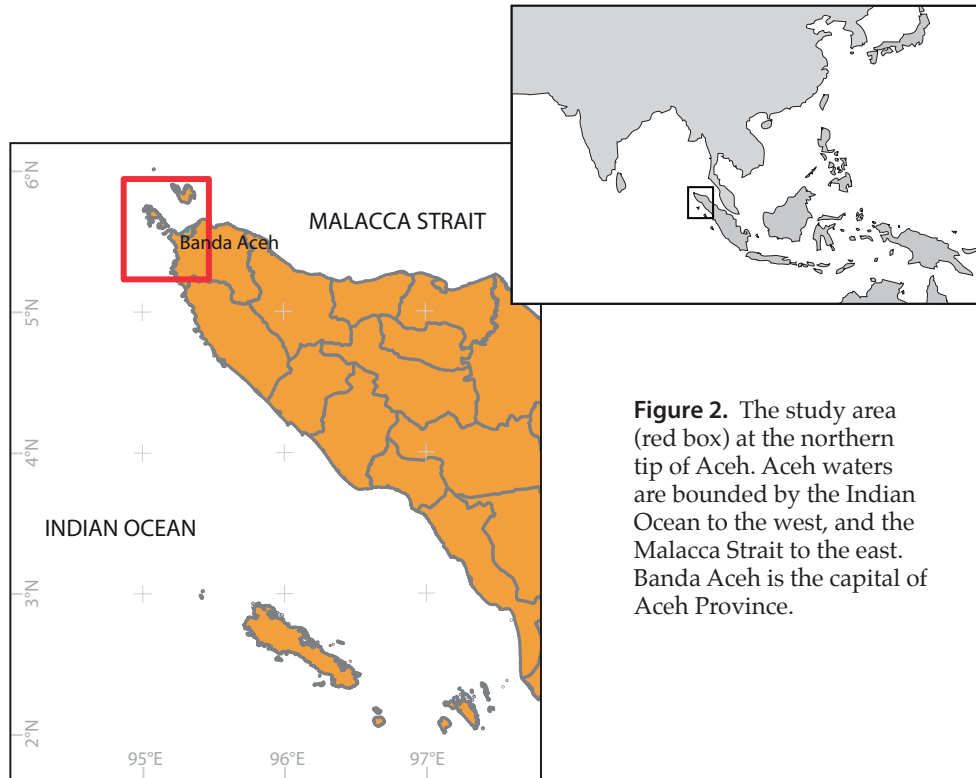 6°N
MALACCA STRAIT
Banda Aceh
5°N
4°N
INDIAN OCEAN
3°N
2°N
95°E
96°E
97°E
Figure 2. The study area
(red box) at the northern
tip of Aceh. Aceh waters
are bounded by the Indian
Ocean to the west, and the
Malacca Strait to the east.
Banda Aceh is the capital of
Aceh Province.